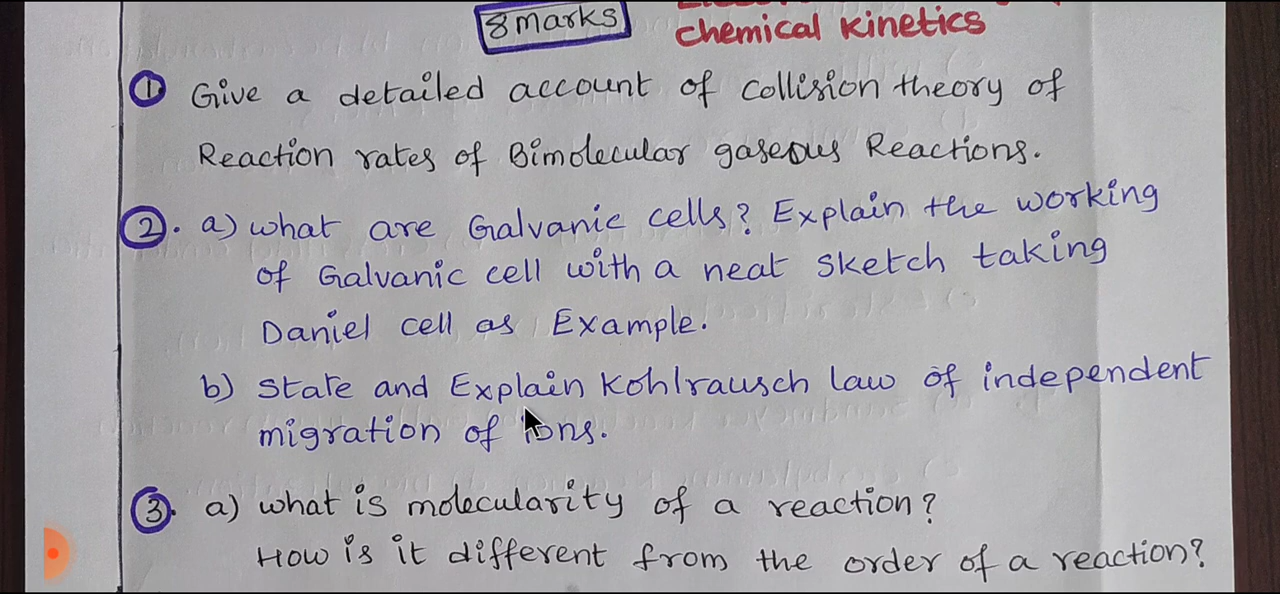 8 marks
chemical kinetics
① Give a detailed account of collision theory of
Reaction rates of Bimolecular gaseous Reactions.
②. a) what are Galvanic cells? Explain the working
of Galvanic cell with a neat sketch taking
Daniel cell as Example.
b) State and Explain Kohlrausch law of independent
migration of ions.
③. a) what is molecularity of a reaction?
How is it different from the order of a reaction?